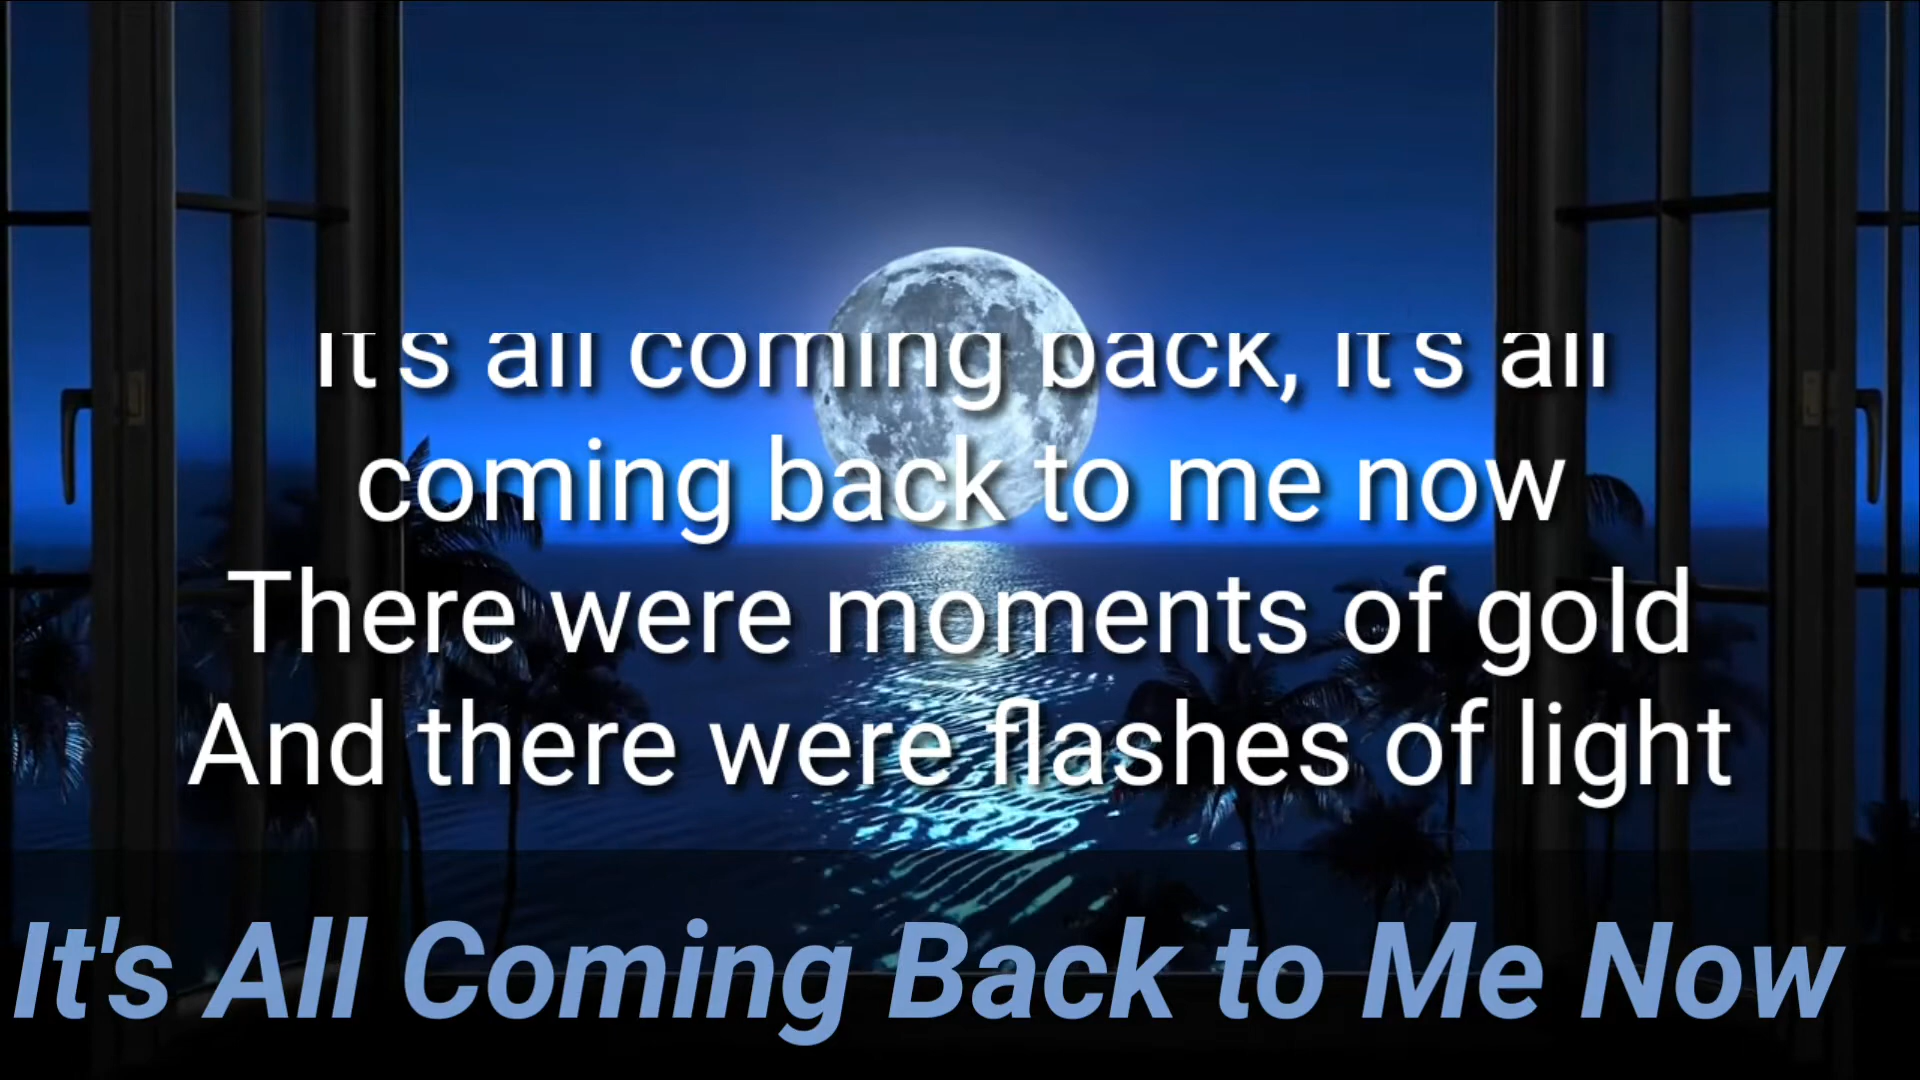 It's all coming back, it's all
coming back to me now
There were moments of gold
And there were flashes of light
It's All Coming Back to Me Now